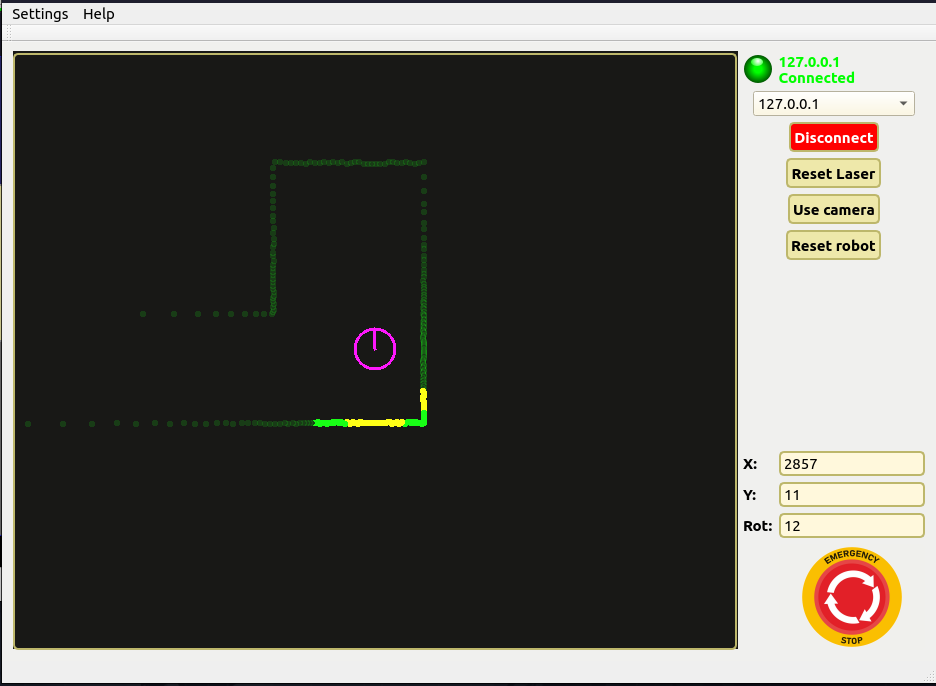 Settings Help
127.0.0.1
Connected
127.0.0.1
Disconnect
Reset Laser
Use camera
Reset robot
X: 2857
Y: 11
Rot: 12
EMERGENCY
STOP